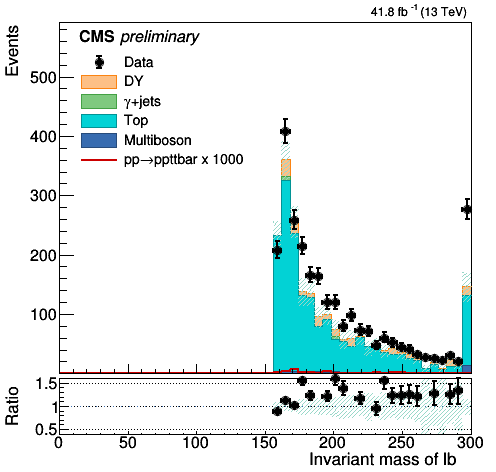 41.8 fb⁻¹ (13 TeV)
CMS preliminary
Data
DY
γ+jets
Top
Multiboson
pp→ppttbar x 1000
Events
500
400
300
200
100
Ratio
1.5
1
0.5
0 50 100 150 200 250 300
Invariant mass of lb